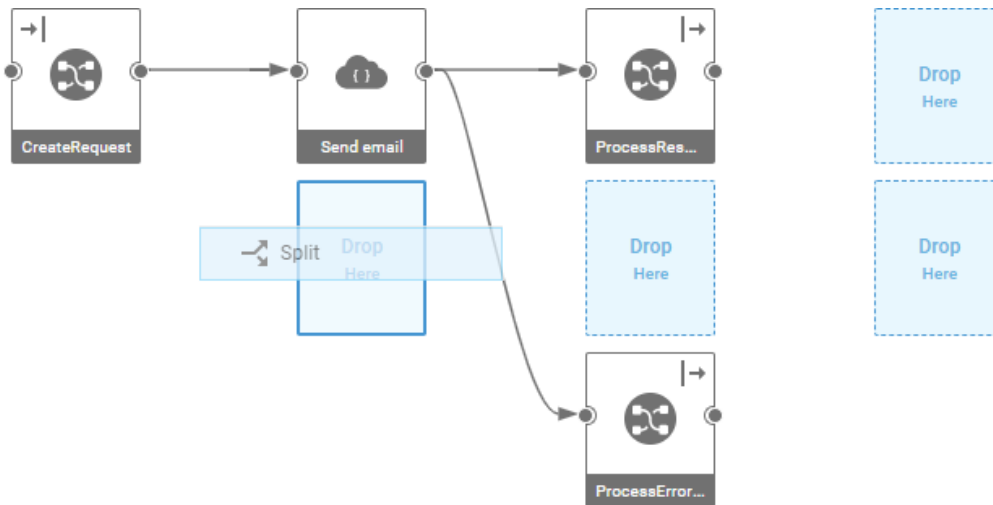 CreateRequest
Send email
ProcessRes...
Drop
Here
Split
Drop
Here
Drop
Here
Drop
Here
ProcessError...